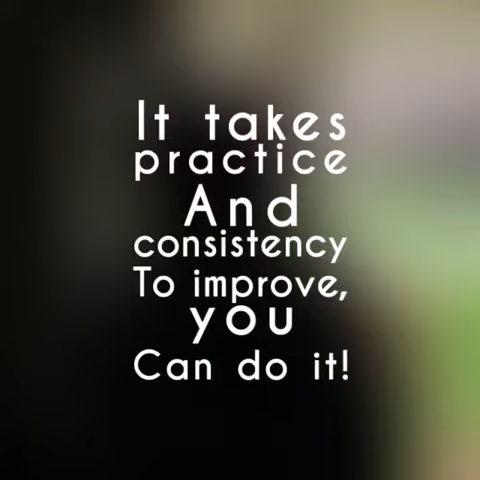 It takes
practice
And
consistency
To improve,
you
Can do it!